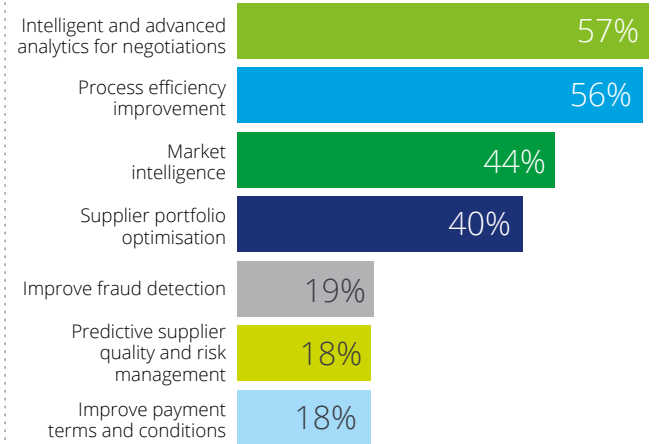 Intelligent and advanced
analytics for negotiations
57%
Process efficiency
improvement
56%
Market
intelligence
44%
Supplier portfolio
optimisation
40%
Improve fraud detection
19%
Predictive supplier
quality and risk
management
18%
Improve payment
terms and conditions
18%